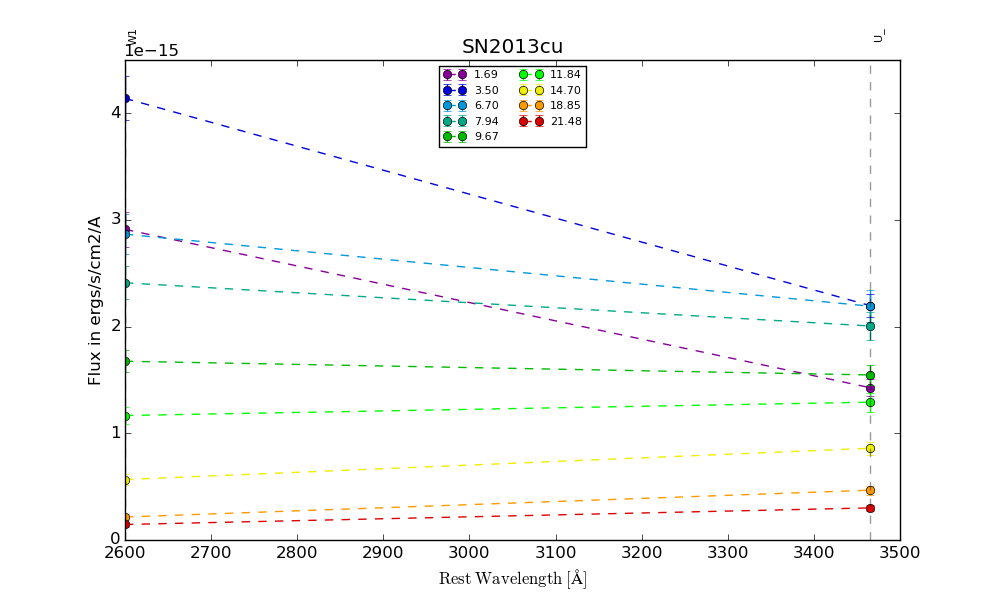 W1
U_
1e−15
SN2013cu
1.69
3.50
6.70
7.94
9.67
11.84
14.70
18.85
21.48
4
3
2
1
0
Flux in ergs/s/cm2/A
2600 2700 2800 2900 3000 3100 3200 3300 3400 3500
Rest Wavelength [Å]